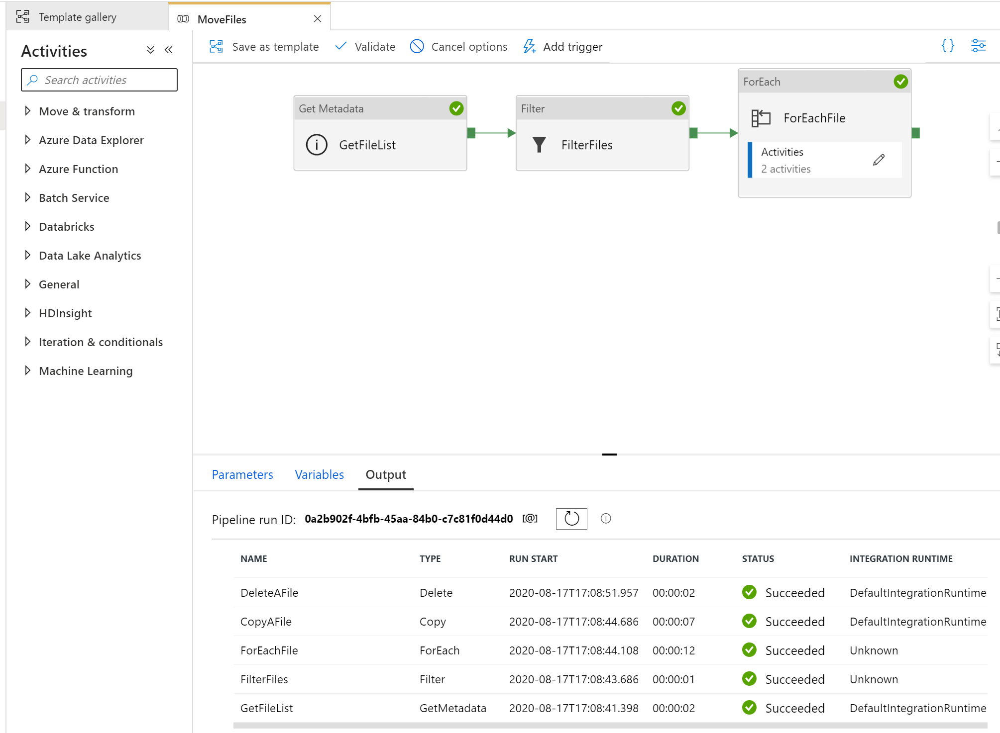 Template gallery
MoveFiles
Activities
Search activities
Move & transform
Azure Data Explorer
Azure Function
Batch Service
Databricks
Data Lake Analytics
General
HDInsight
Iteration & conditionals
Machine Learning
Save as template Validate Cancel options Add trigger
Get Metadata
GetFileList
Filter
FilterFiles
ForEach
ForEachFile
Activities
2 activities
Parameters Variables Output
Pipeline run ID: 0a2b902f-4bfb-45aa-84b0-c7c81f0d44d0 [@]
NAME TYPE RUN START DURATION STATUS INTEGRATION RUNTIME
DeleteAFile Delete 2020-08-17T17:08:51.957 00:00:02 Succeeded DefaultIntegrationRuntime
CopyAFile Copy 2020-08-17T17:08:44.686 00:00:07 Succeeded DefaultIntegrationRuntime
ForEachFile ForEach 2020-08-17T17:08:44.108 00:00:12 Succeeded Unknown
FilterFiles Filter 2020-08-17T17:08:43.686 00:00:01 Succeeded Unknown
GetFileList GetMetadata 2020-08-17T17:08:41.398 00:00:02 Succeeded DefaultIntegrationRuntime